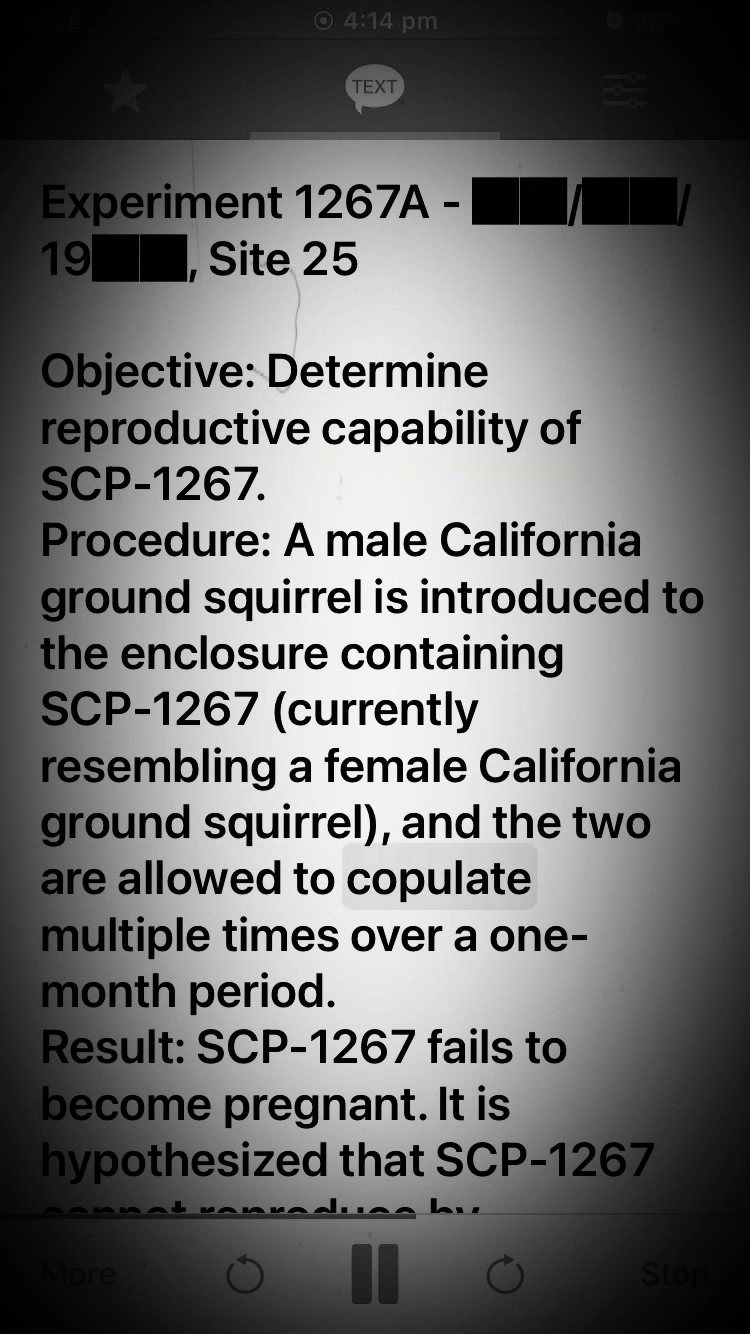 4:14 pm
TEXT
Experiment 1267A - ██/██/
19██, Site 25
Objective: Determine
reproductive capability of
SCP-1267.
Procedure: A male California
ground squirrel is introduced to
the enclosure containing
SCP-1267 (currently
resembling a female California
ground squirrel), and the two
are allowed to copulate
multiple times over a one-
month period.
Result: SCP-1267 fails to
become pregnant. It is
hypothesized that SCP-1267
cannot reproduce by
More
Stop